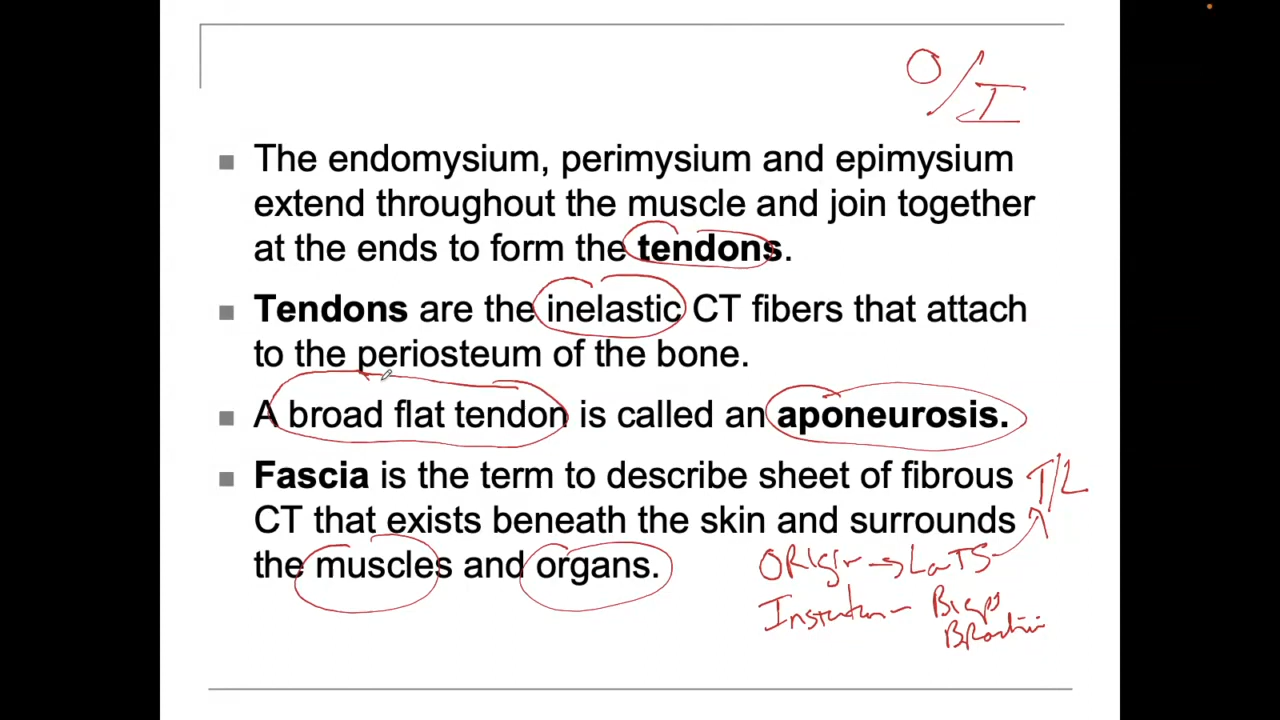 O/I
The endomysium, perimysium and epimysium
extend throughout the muscle and join together
at the ends to form the tendons.
Tendons are the inelastic CT fibers that attach
to the periosteum of the bone.
A broad flat tendon is called an aponeurosis.
Fascia is the term to describe sheet of fibrous
CT that exists beneath the skin and surrounds
the muscles and organs.
T/L
Origin → LaTS